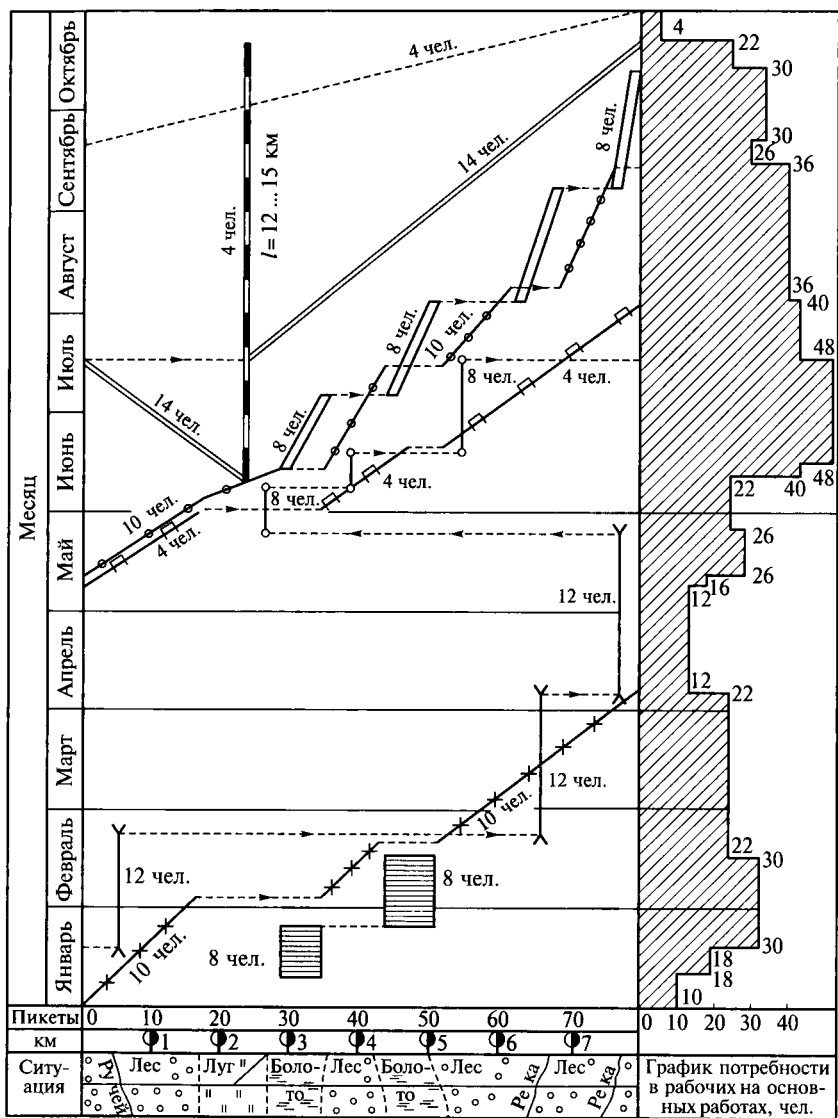 Месяц
Октябрь
Сентябрь
Август
Июль
Июнь
Май
Апрель
Март
Февраль
Январь
4 чел.
4 чел.
l = 12 ... 15 км
14 чел.
8 чел.
8 чел.
10 чел.
8 чел.
4 чел.
14 чел.
8 чел.
4 чел.
10 чел.
4 чел.
8 чел.
12 чел.
12 чел.
10 чел.
12 чел.
8 чел.
8 чел.
10 чел.
4
22
30
30
26
36
36
40
48
48
40
22
26
26
16
12
12
22
22
30
30
18
18
10
Пикеты 0 10 20 30 40 50 60 70 0 10 20 30 40
км 1 2 3 4 5 6 7
Ситуация
Ручей
Лес
Луг
Болото
Лес
Болото
Лес
Река
Лес
Река
График потребности
в рабочих на основ-
ных работах, чел.